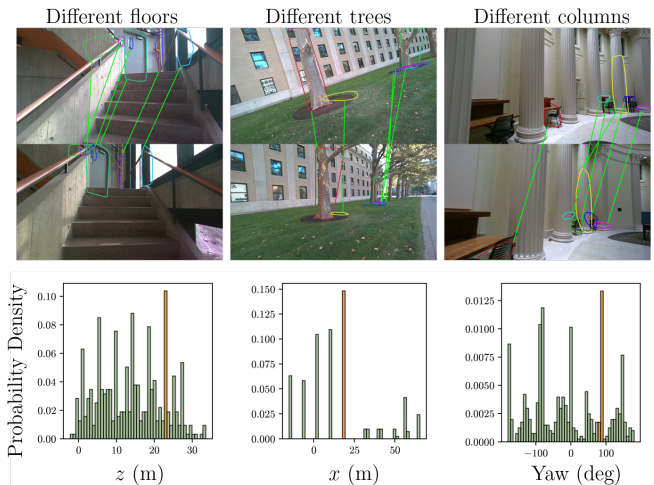 Different floors
Different trees
Different columns
Probability Density
0.10
0.08
0.06
0.04
0.02
0.00
0 10 20 30
z (m)
0.150
0.125
0.100
0.075
0.050
0.025
0.000
0 25 50
x (m)
0.0125
0.0100
0.0075
0.0050
0.0025
0.0000
−100 0 100
Yaw (deg)